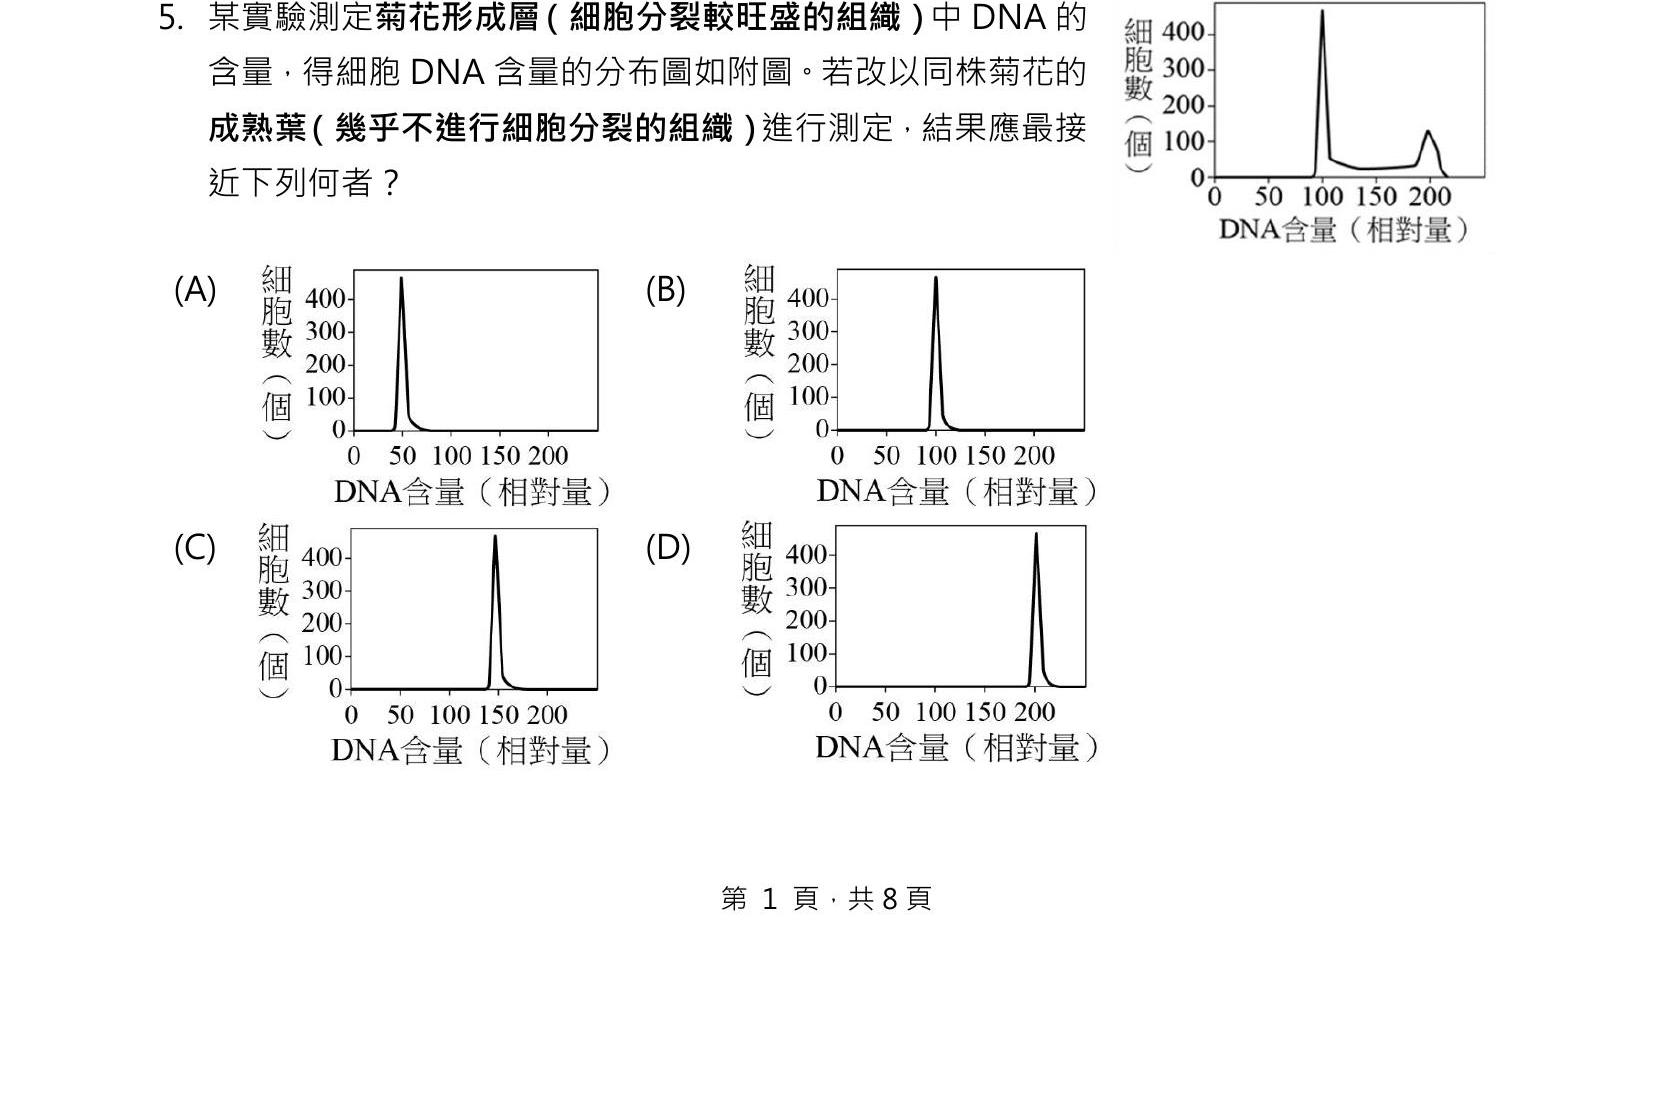 5. 某實驗測定菊花形成層(細胞分裂較旺盛的組織)中 DNA 的
含量，得細胞 DNA 含量的分布圖如附圖。若改以同株菊花的
成熟葉(幾乎不進行細胞分裂的組織)進行測定，結果應最接
近下列何者？
細胞數（個）
400
300
200
100
0
0 50 100 150 200
DNA含量（相對量）
(A)
細胞數（個）
400
300
200
100
0
0 50 100 150 200
DNA含量（相對量）
(B)
細胞數（個）
400
300
200
100
0
0 50 100 150 200
DNA含量（相對量）
(C)
細胞數（個）
400
300
200
100
0
0 50 100 150 200
DNA含量（相對量）
(D)
細胞數（個）
400
300
200
100
0
0 50 100 150 200
DNA含量（相對量）
第 1 頁，共 8 頁